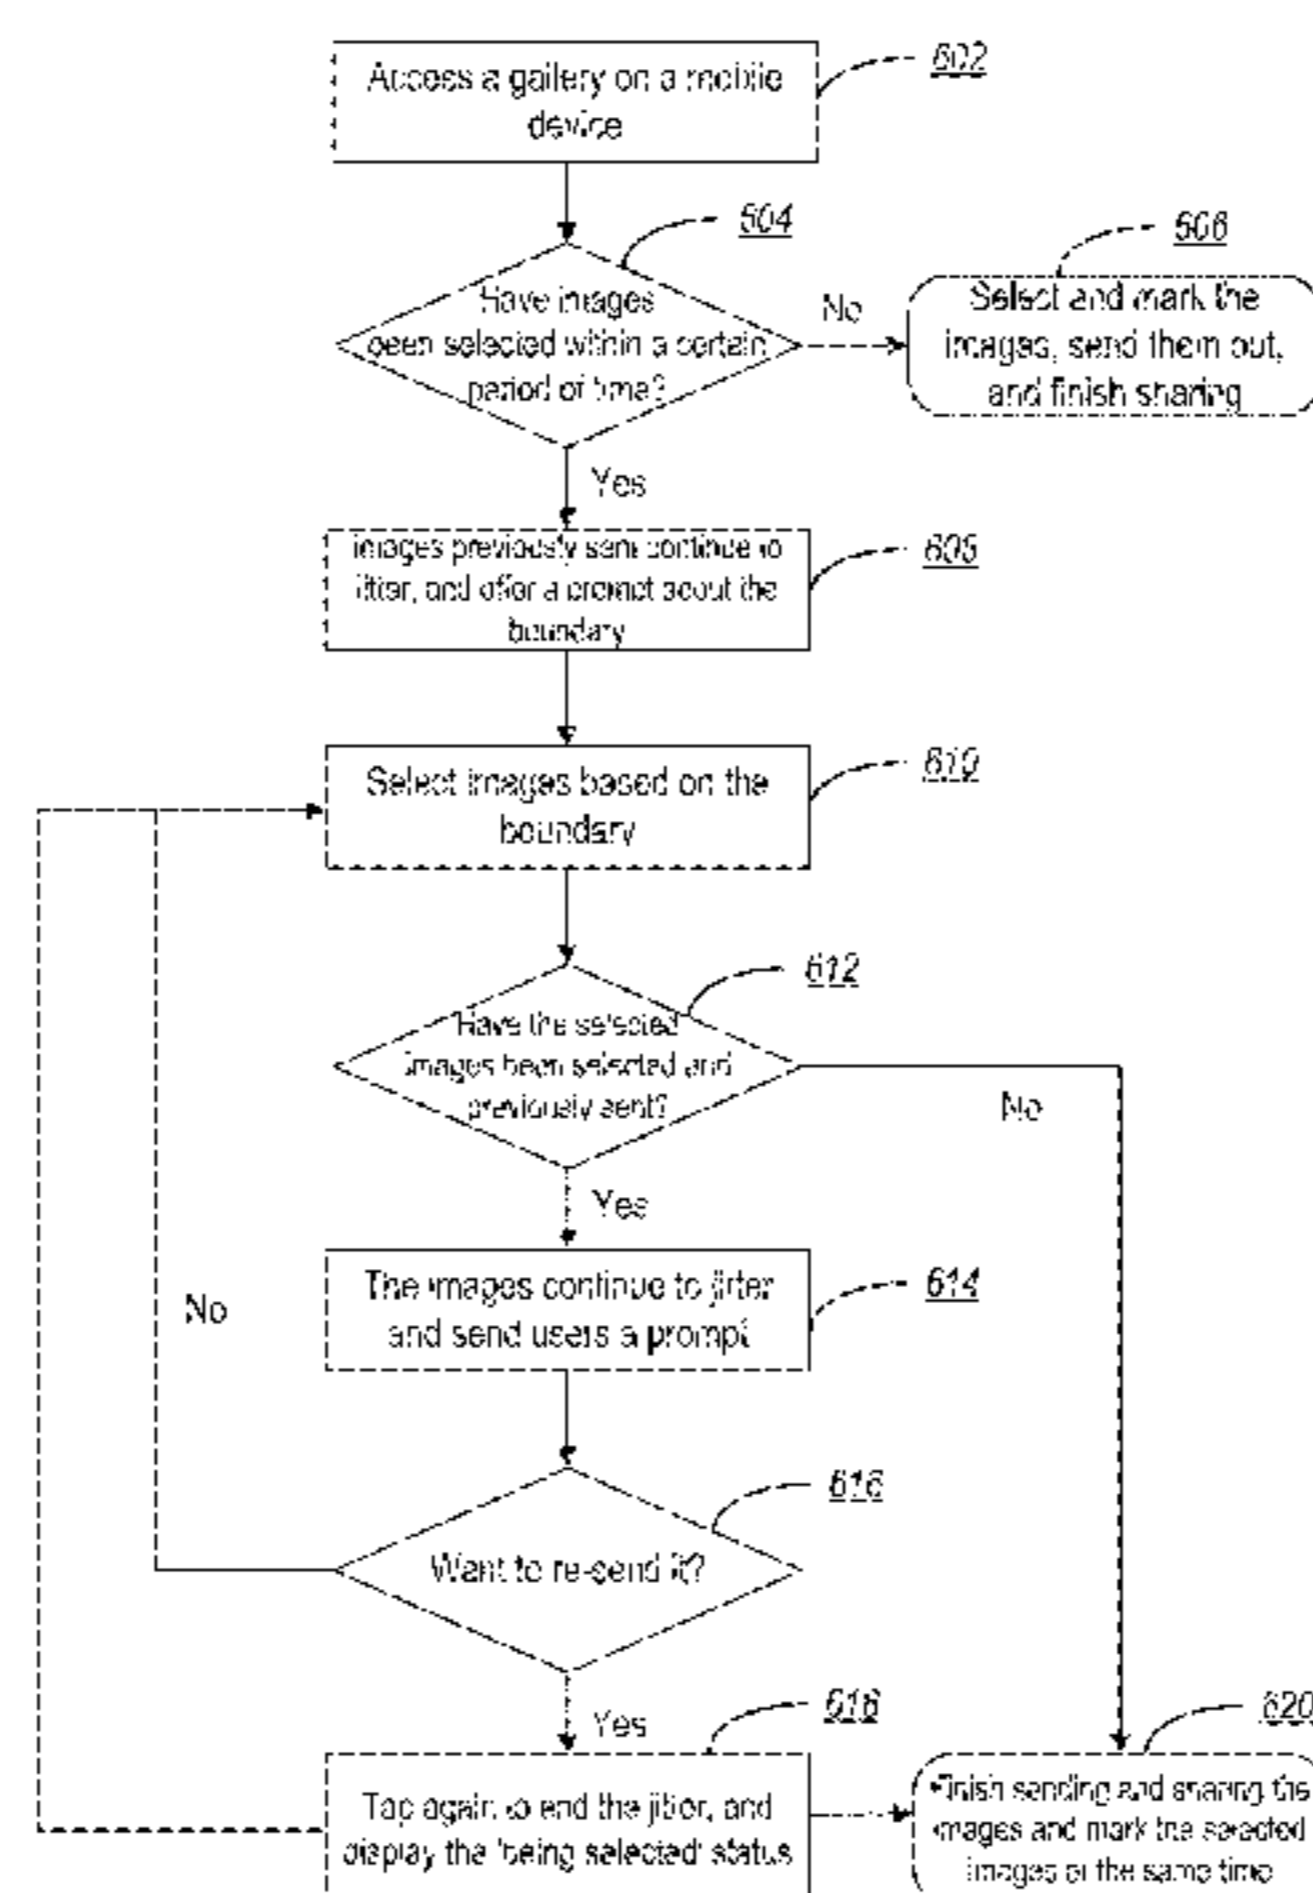 602
Access a gallery on a mobile
device
604
Have images
been selected within a certain
period of time?
No
606
Select and mark the
images, send them out,
and finish sharing
Yes
images previously sent continue to
jitter, and offer a prompt about the
boundary
610
Select images based on the
boundary
612
Have the selected
images been selected and
previously sent?
No
Yes
614
The images continue to jitter
and send users a prompt
No
616
Want to re-send it?
Yes
Tap again to end the jitter, and
display the 'being selected' status
620
Finish sending and sharing the
images and mark the selected
images at the same time